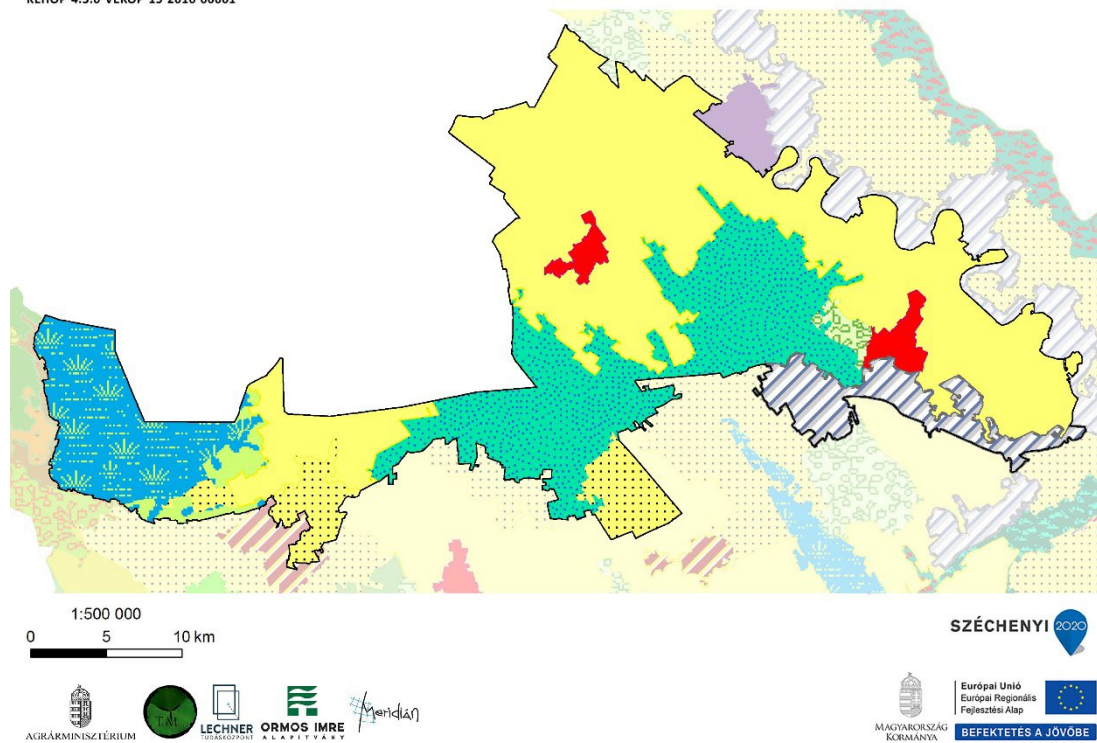 1:500 000
0 5 10 km
SZÉCHENYI 2020
AGRÁRMINISZTÉRIUM
T.M.
LECHNER
TUDÁSKÖZPONT
ORMOS IMRE
ALAPÍTVÁNY
Meridián
MAGYARORSZÁG
KORMÁNYA
Európai Unió
Európai Regionális
Fejlesztési Alap
BEFEKTETÉS A JÖVŐBE